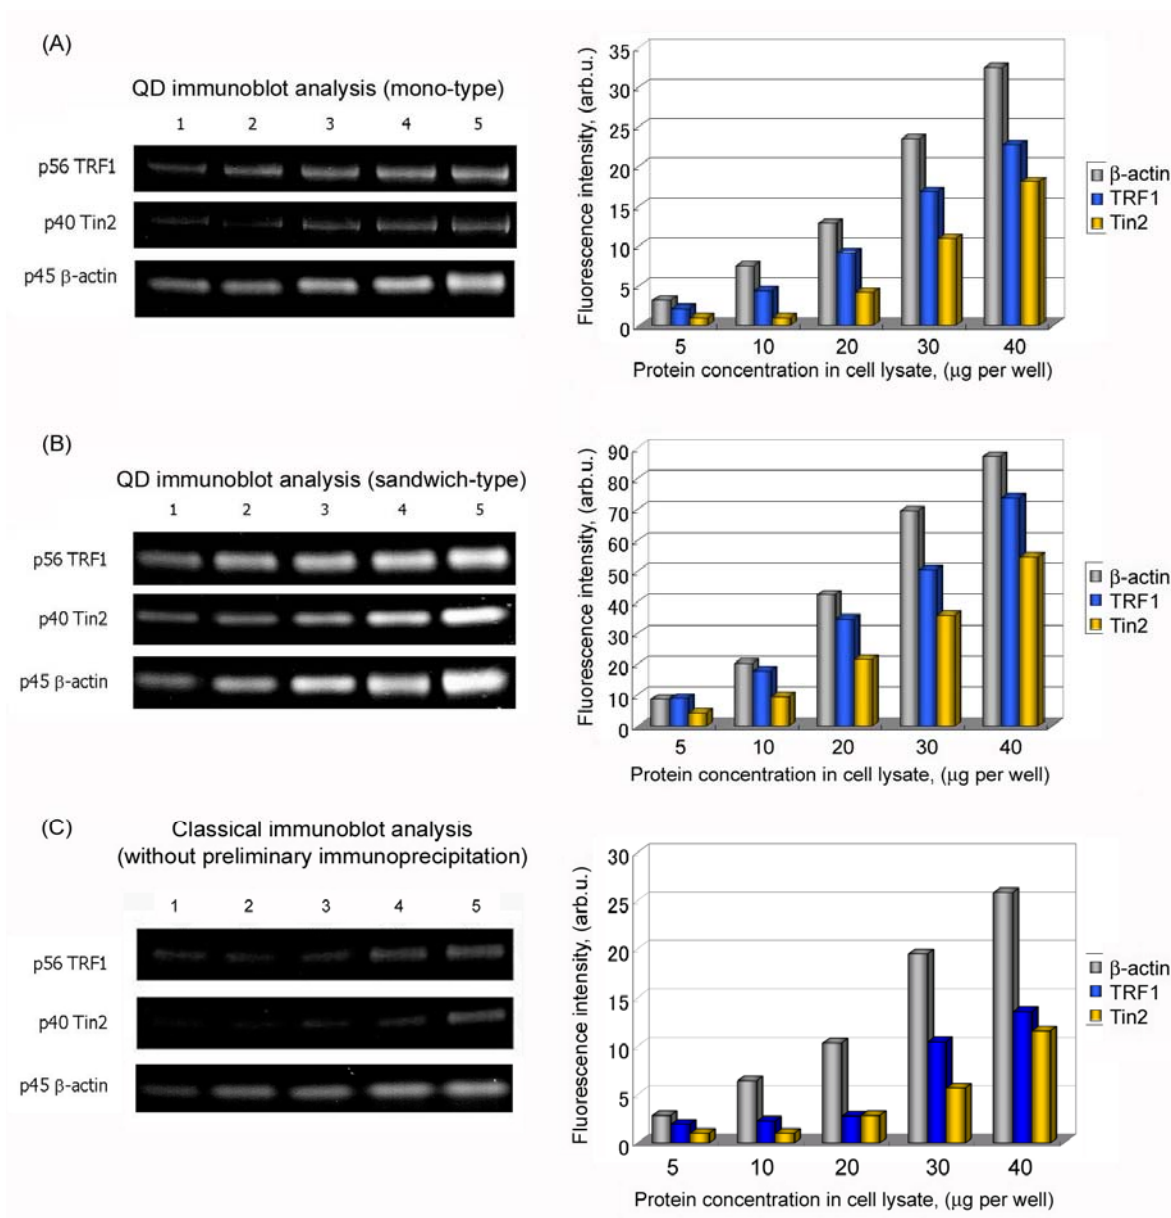 (A)
QD immunoblot analysis (mono-type)
1 2 3 4 5
p56 TRF1
p40 Tin2
p45 β-actin
Fluorescence intensity, (arb.u.)
35
30
25
20
15
10
5
0
5 10 20 30 40
Protein concentration in cell lysate, (μg per well)
β-actin
TRF1
Tin2
(B)
QD immunoblot analysis (sandwich-type)
1 2 3 4 5
p56 TRF1
p40 Tin2
p45 β-actin
Fluorescence intensity, (arb.u.)
90
80
70
60
50
40
30
20
10
0
5 10 20 30 40
Protein concentration in cell lysate, (μg per well)
β-actin
TRF1
Tin2
(C)
Classical immunoblot analysis
(without preliminary immunoprecipitation)
1 2 3 4 5
p56 TRF1
p40 Tin2
p45 β-actin
Fluorescence intensity, (arb.u.)
30
25
20
15
10
5
0
5 10 20 30 40
Protein concentration in cell lysate, (μg per well)
β-actin
TRF1
Tin2